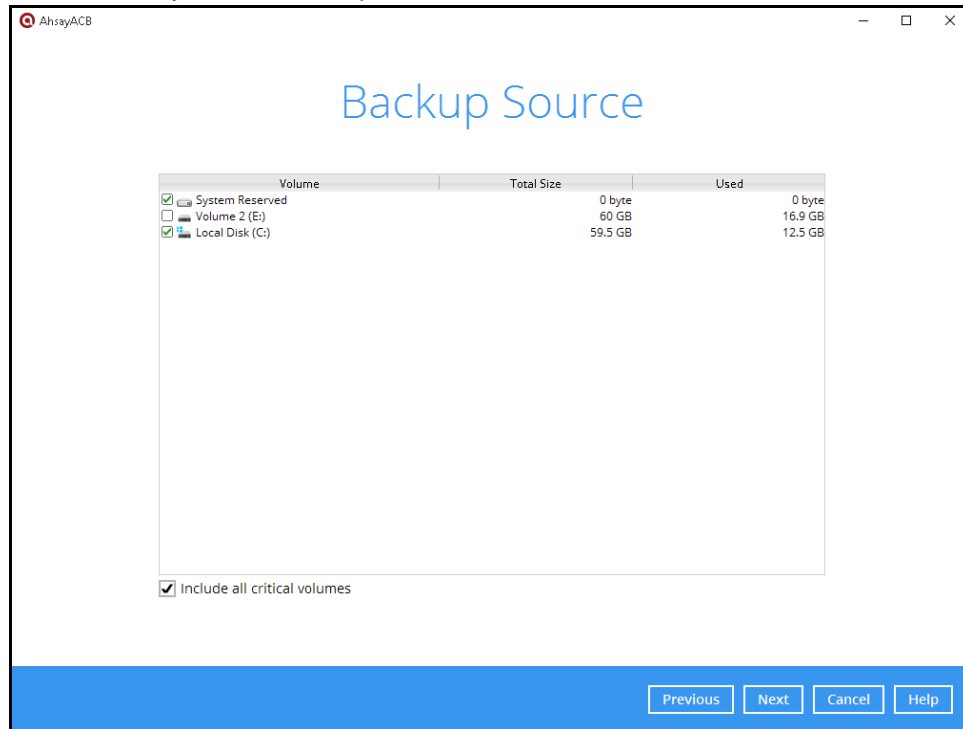 AhsayACB
Backup Source
Volume Total Size Used
System Reserved 0 byte 0 byte
Volume 2 (E:) 60 GB 16.9 GB
Local Disk (C:) 59.5 GB 12.5 GB
Include all critical volumes
Previous Next Cancel Help